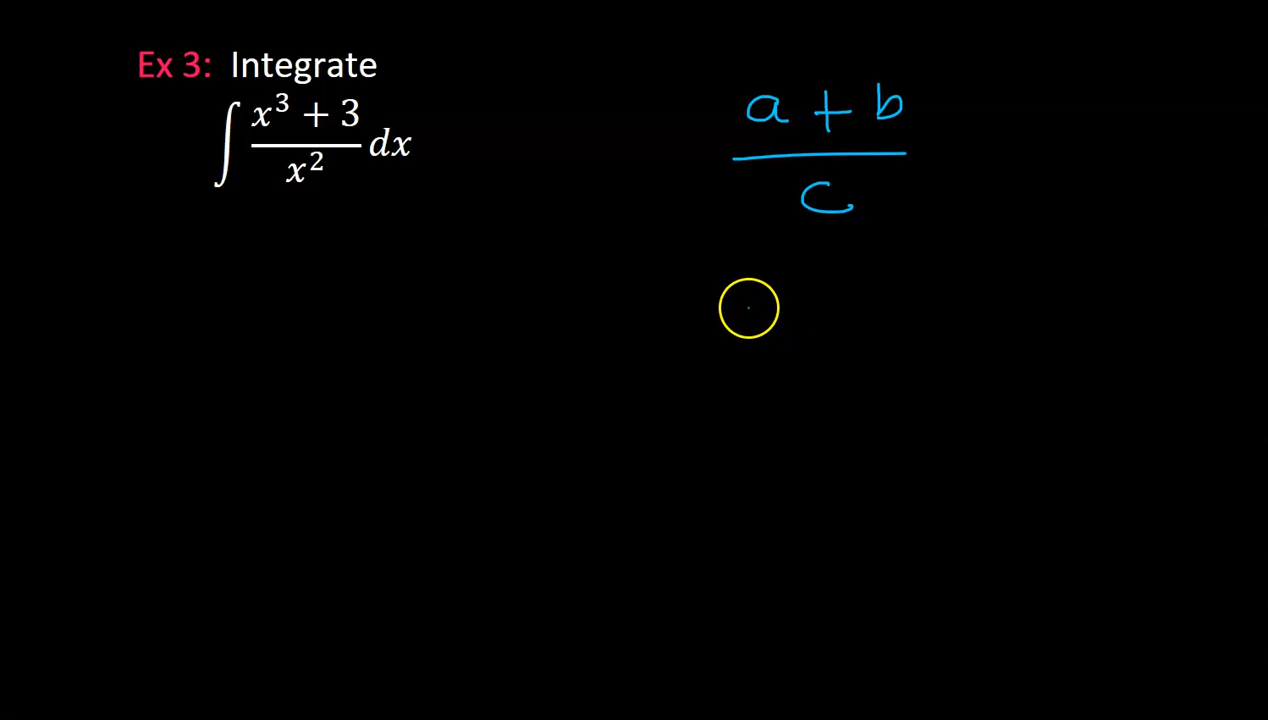 Ex 3: Integrate
∫ (x³ + 3)/x² dx
a + b
c